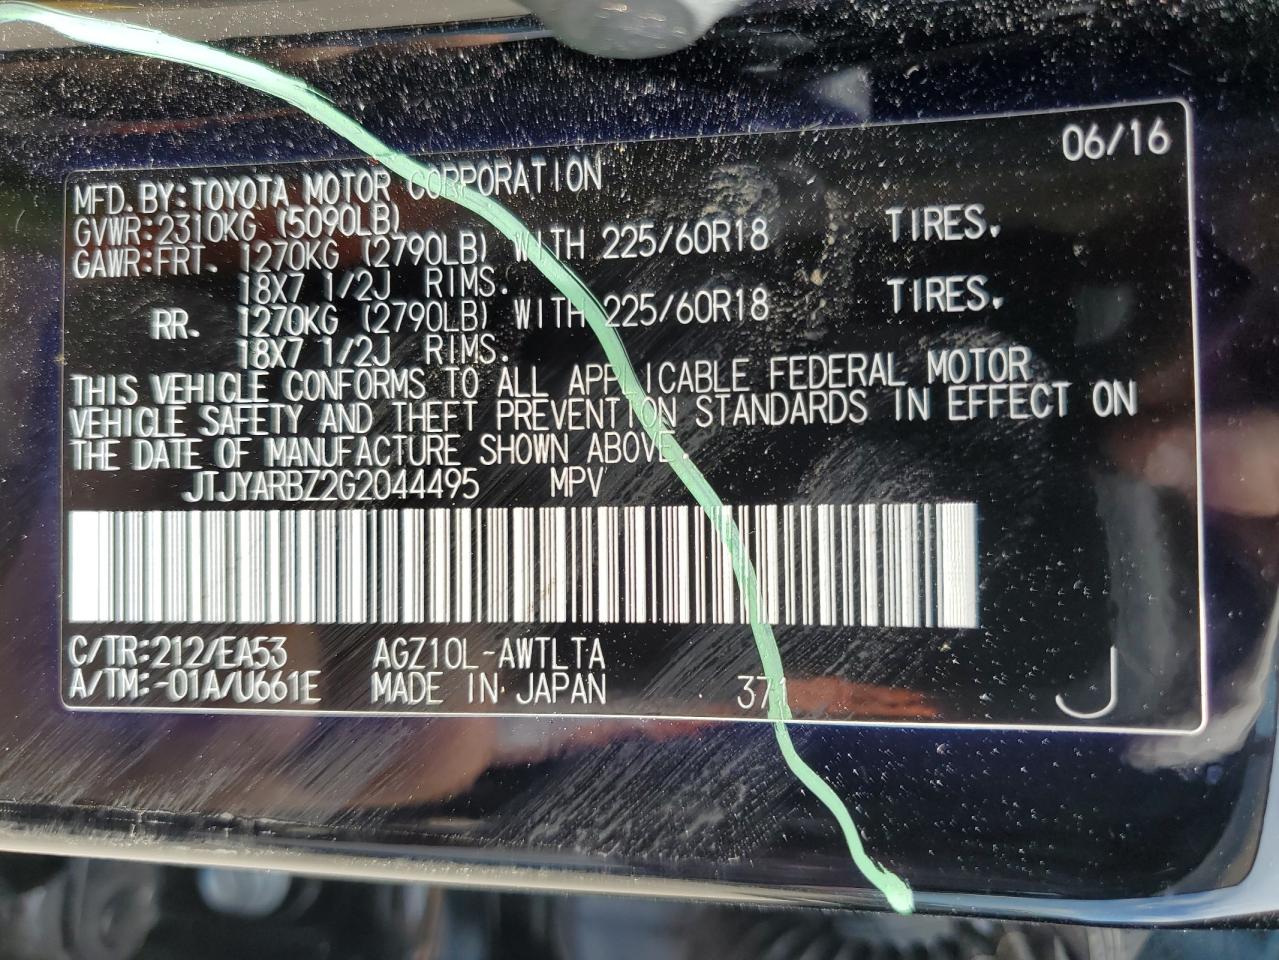 06/16
MFD.BY:TOYOTA MOTOR CORPORATION
GVWR:2310KG (5090LB)
GAWR:FRT. 1270KG (2790LB) WITH 225/60R18 TIRES.
18X7 1/2J RIMS.
RR. 1270KG (2790LB) WITH 225/60R18 TIRES.
18X7 1/2J RIMS.
THIS VEHICLE CONFORMS TO ALL APPLICABLE FEDERAL MOTOR
VEHICLE SAFETY AND THEFT PREVENTION STANDARDS IN EFFECT ON
THE DATE OF MANUFACTURE SHOWN ABOVE.
JTJYARBZ2G2044495 MPV
C/TR:212/EA53 AGZ10L-AWTLTA
A/TM:-01A/U661E MADE IN JAPAN 371 J